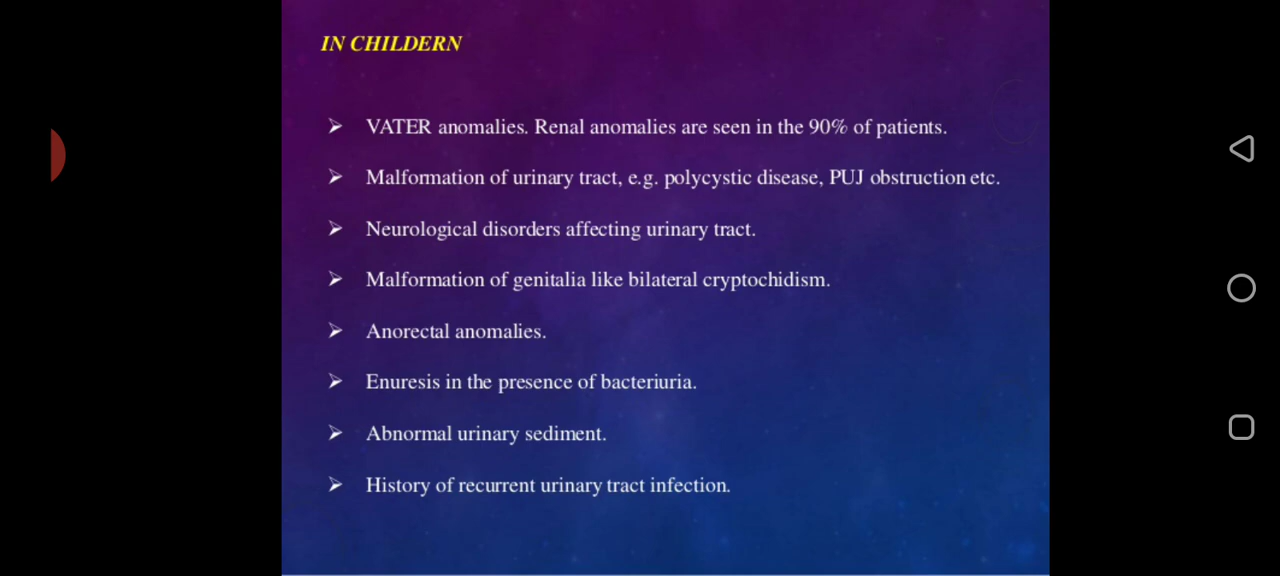 IN CHILDERN
VATER anomalies. Renal anomalies are seen in the 90% of patients.
Malformation of urinary tract, e.g. polycystic disease, PUJ obstruction etc.
Neurological disorders affecting urinary tract.
Malformation of genitalia like bilateral cryptochidism.
Anorectal anomalies.
Enuresis in the presence of bacteriuria.
Abnormal urinary sediment.
History of recurrent urinary tract infection.